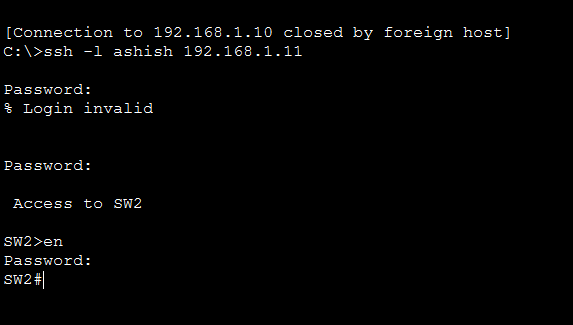 [Connection to 192.168.1.10 closed by foreign host]
C:\>ssh -l ashish 192.168.1.11
Password:
% Login invalid
Password:
Access to SW2
SW2>en
Password:
SW2#